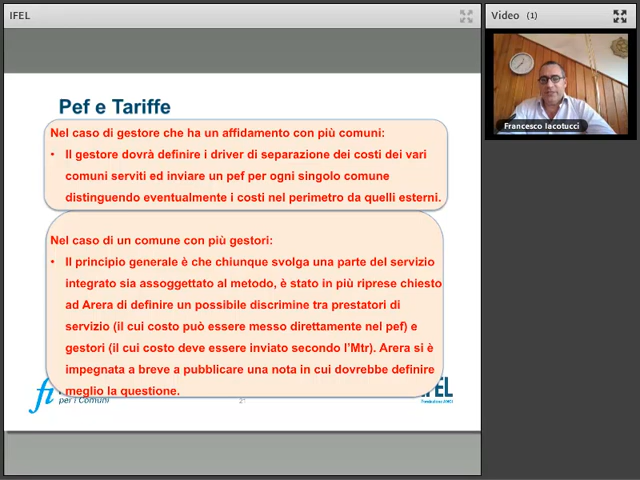 IFEL
Video (1)
Francesco Iacotucci
Pef e Tariffe
Nel caso di gestore che ha un affidamento con più comuni:
• Il gestore dovrà definire i driver di separazione dei costi dei vari
comuni serviti ed inviare un pef per ogni singolo comune
distinguendo eventualmente i costi nel perimetro da quelli esterni.
Nel caso di un comune con più gestori:
• Il principio generale è che chiunque svolga una parte del servizio
integrato sia assoggettato al metodo, è stato in più riprese chiesto
ad Arera di definire un possibile discrimine tra prestatori di
servizio (il cui costo può essere messo direttamente nel pef) e
gestori (il cui costo deve essere inviato secondo l'Mtr). Arera si è
impegnata a breve a pubblicare una nota in cui dovrebbe definire
meglio la questione.
per i Comuni
IFEL
Fondazione ANCI